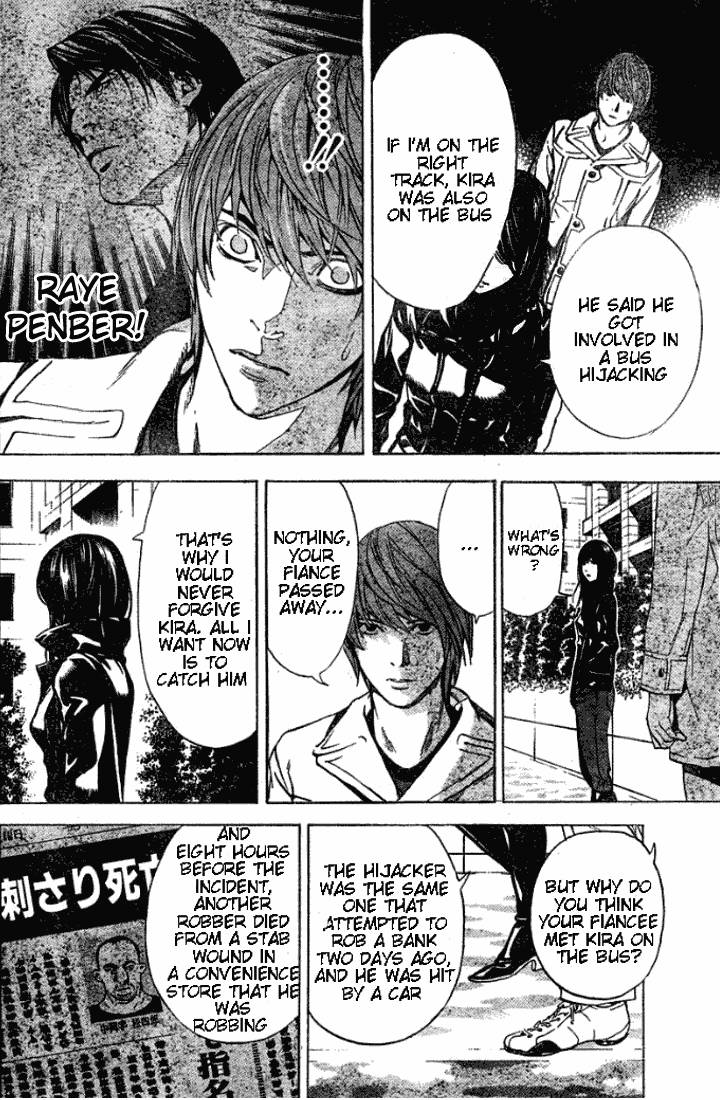 IF I'M ON THE
RIGHT
TRACK, KIRA
WAS ALSO
ON THE BUS
HE SAID HE
GOT
INVOLVED IN
A BUS
HIJACKING
!!
RAYE
PENBER!
WHAT'S
WRONG
?
...
NOTHING,
YOUR
FIANCE
PASSED
AWAY...
THAT'S
WHY I
WOULD
NEVER
FORGIVE
KIRA. ALL I
WANT NOW
IS TO
CATCH HIM
BUT WHY DO
YOU THINK
YOUR FIANCEE
MET KIRA ON
THE BUS?
THE HIJACKER
WAS THE SAME
ONE THAT
ATTEMPTED TO
ROB A BANK
TWO DAYS AGO,
AND HE WAS HIT
BY A CAR
AND
EIGHT HOURS
BEFORE THE
INCIDENT,
ANOTHER
ROBBER DIED
FROM A STAB
WOUND IN
A CONVENIENCE
STORE THAT HE
WAS
ROBBING
刺さり死亡
指名